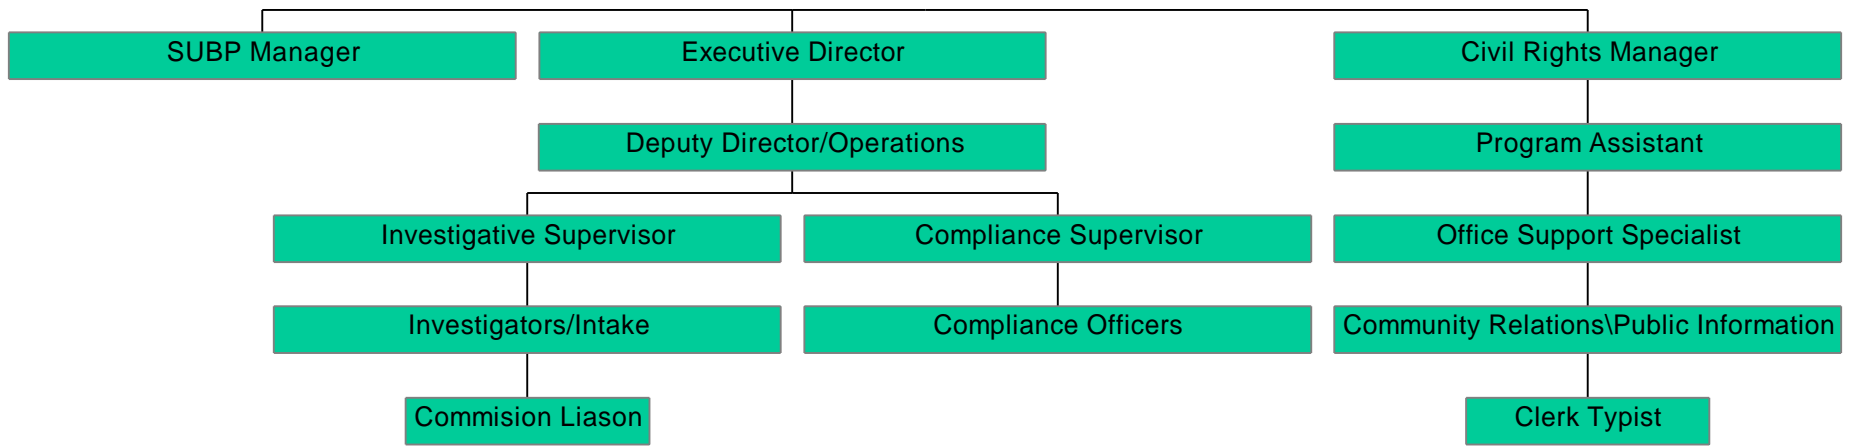 SUBP Manager
Executive Director
Civil Rights Manager
Deputy Director/Operations
Program Assistant
Investigative Supervisor
Compliance Supervisor
Office Support Specialist
Investigators/Intake
Compliance Officers
Community Relations\Public Information
Commision Liason
Clerk Typist